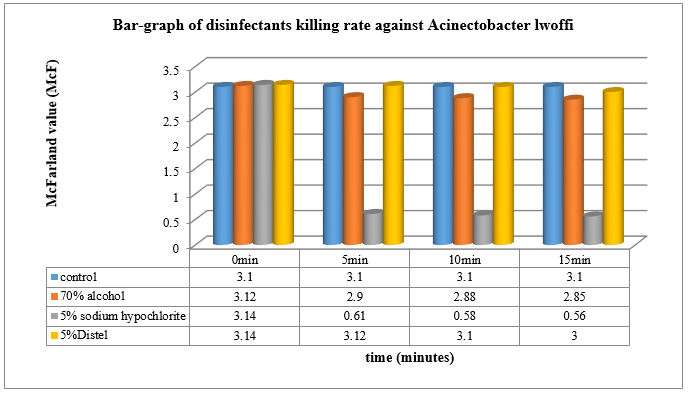 Bar-graph of disinfectants killing rate against Acinectobacter lwoffi
McFarland value (McF)
3.5
3
2.5
2
1.5
1
0.5
0
0min 5min 10min 15min
control 3.1 3.1 3.1 3.1
70% alcohol 3.12 2.9 2.88 2.85
5% sodium hypochlorite 3.14 0.61 0.58 0.56
5%Distel 3.14 3.12 3.1 3
time (minutes)